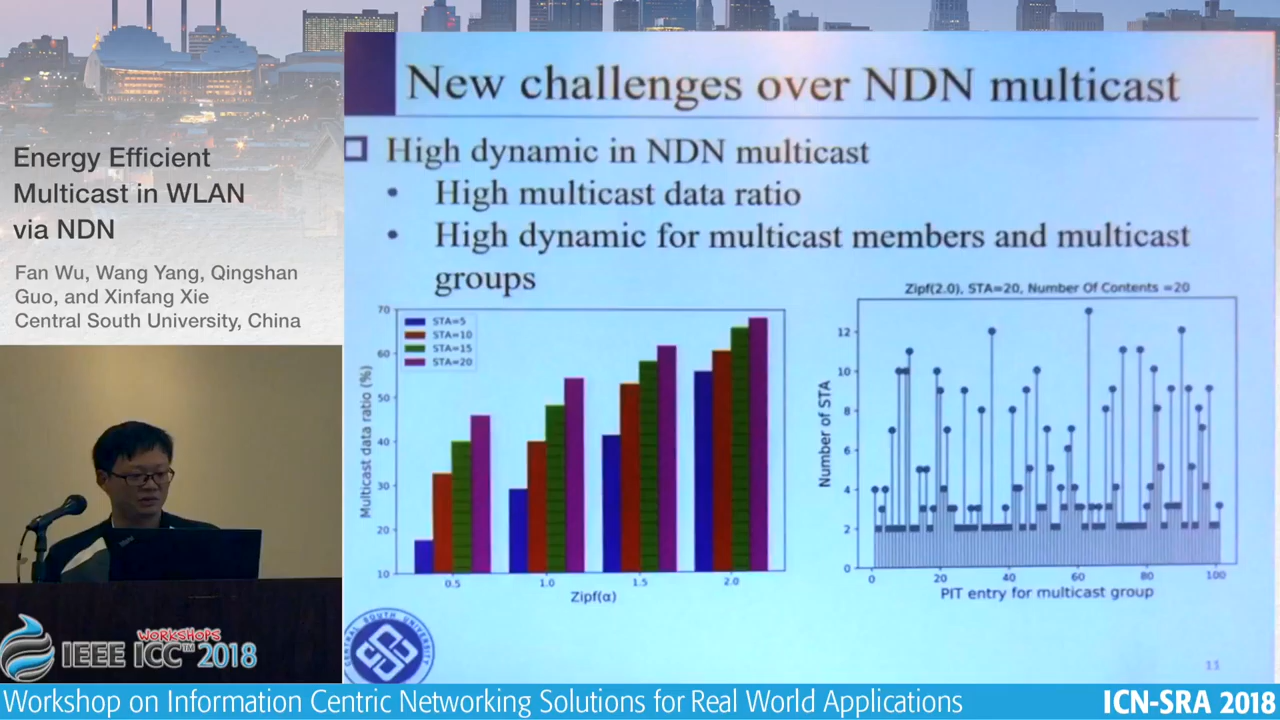 Energy Efficient
Multicast in WLAN
via NDN
Fan Wu, Wang Yang, Qingshan
Guo, and Xinfang Xie
Central South University, China
New challenges over NDN multicast
High dynamic in NDN multicast
• High multicast data ratio
• High dynamic for multicast members and multicast
groups
STA=5
STA=10
STA=15
STA=20
Multicast data ratio (%)
70
60
50
40
30
20
10
0.5 1.0 1.5 2.0
Zipf(α)
Zipf(2.0), STA=20, Number Of Contents =20
Number of STA
12
10
8
6
4
2
0
0 20 40 60 80 100
PIT entry for multicast group
CENTRAL SOUTH UNIVERSITY
11
WORKSHOPS
IEEE ICC™ 2018
Workshop on Information Centric Networking Solutions for Real World Applications
ICN-SRA 2018